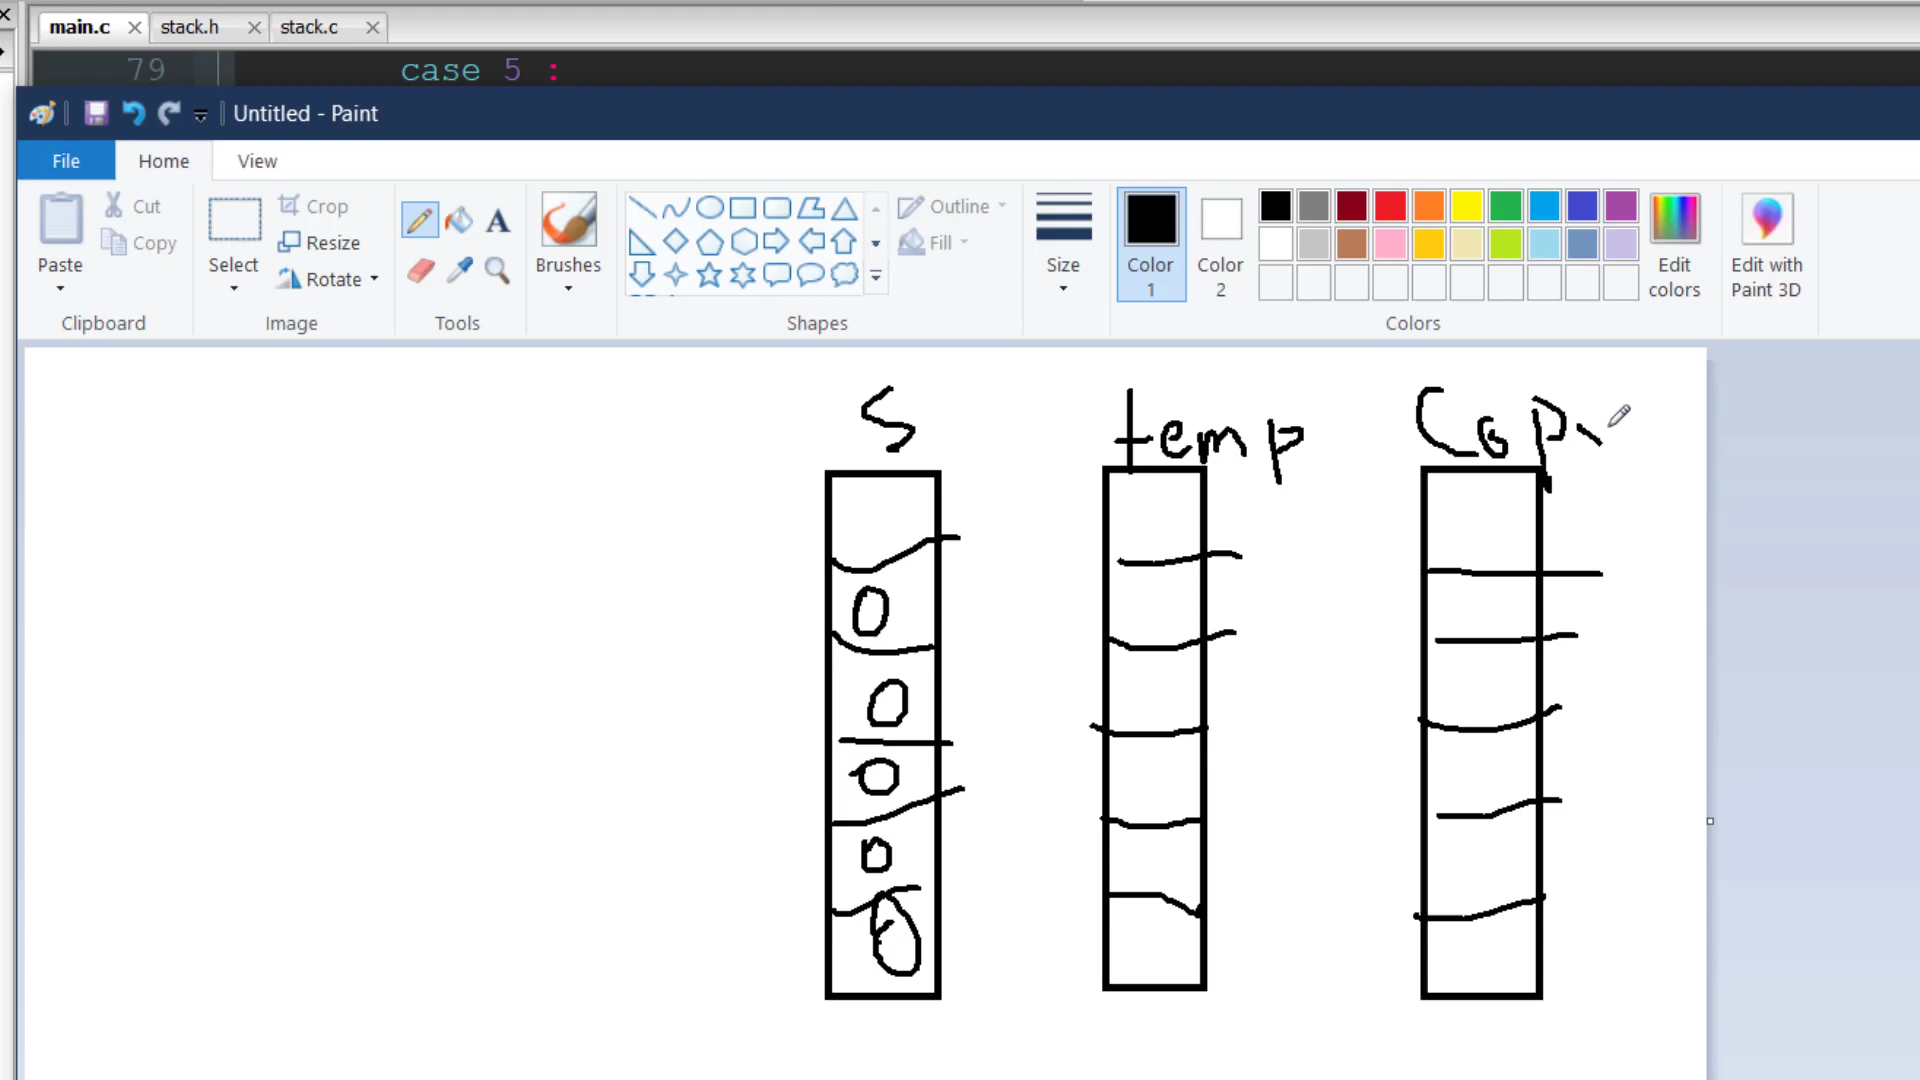 main.c stack.h stack.c
79 case 5 :
Untitled - Paint
File Home View
Cut
Copy
Paste
Clipboard
Select
Crop
Resize
Rotate
Image
A
Tools
Brushes
Shapes
Outline
Fill
Size
Color 1
Color 2
Edit colors
Colors
Edit with Paint 3D
S temp Cop
0
0
0
0
0